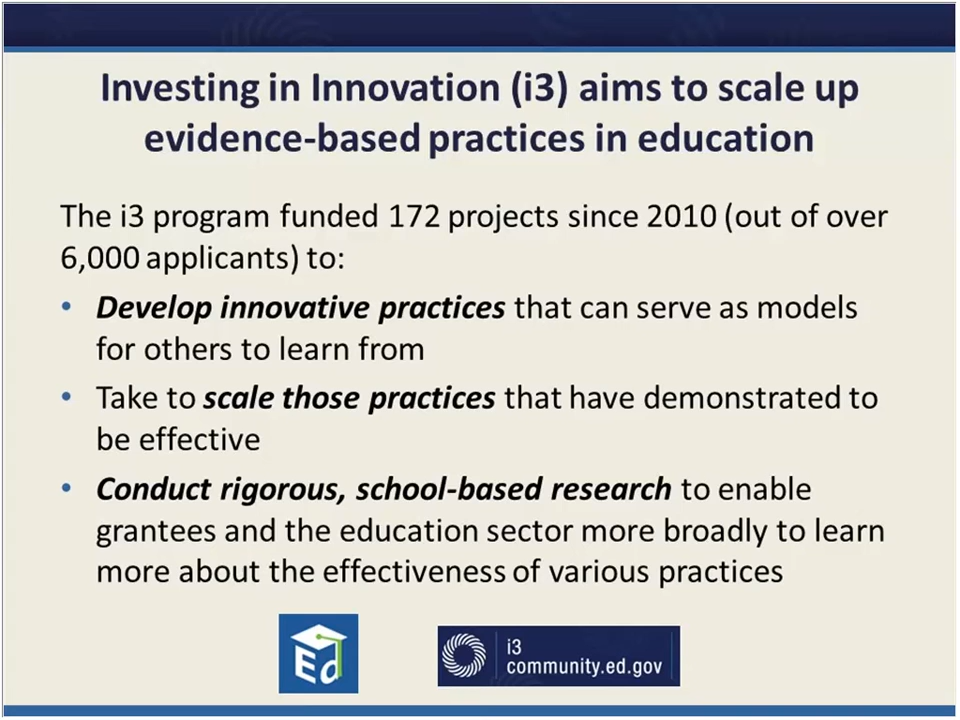 Investing in Innovation (i3) aims to scale up
evidence-based practices in education
The i3 program funded 172 projects since 2010 (out of over
6,000 applicants) to:
• Develop innovative practices that can serve as models
for others to learn from
• Take to scale those practices that have demonstrated to
be effective
• Conduct rigorous, school-based research to enable
grantees and the education sector more broadly to learn
more about the effectiveness of various practices
Ed
i3
community.ed.gov